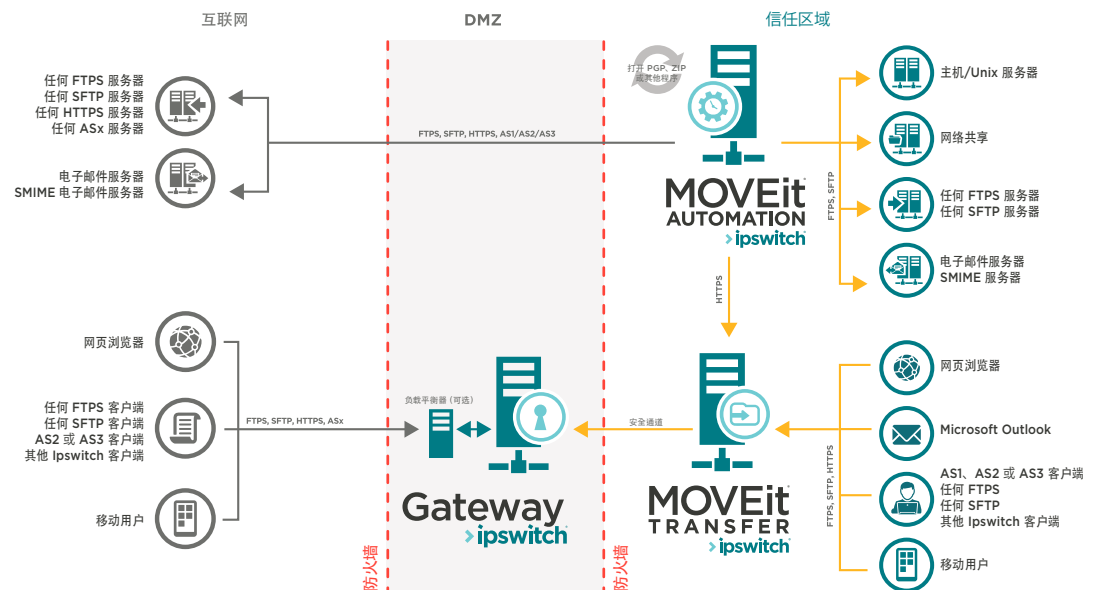 互联网
DMZ
信任区域
任何 FTPS 服务器
任何 SFTP 服务器
任何 HTTPS 服务器
任何 ASx 服务器
电子邮件服务器
SMIME 电子邮件服务器
FTPS, SFTP, HTTPS, AS1/AS2/AS3
打开 PGP、ZIP
或其他程序
MOVEit
AUTOMATION
ipswitch
FTPS, SFTP
主机/Unix 服务器
网络共享
任何 FTPS 服务器
任何 SFTP 服务器
电子邮件服务器
SMIME 服务器
HTTPS
网页浏览器
任何 FTPS 客户端
任何 SFTP 客户端
AS2 或 AS3 客户端
其他 Ipswitch 客户端
移动用户
FTPS, SFTP, HTTPS, ASx
负载平衡器 (可选)
Gateway
ipswitch
安全通道
MOVEit
TRANSFER
ipswitch
FTPS, SFTP, HTTPS
网页浏览器
Microsoft Outlook
AS1、AS2 或 AS3 客户端
任何 FTPS
任何 SFTP
其他 Ipswitch 客户端
移动用户
防火墙
防火墙